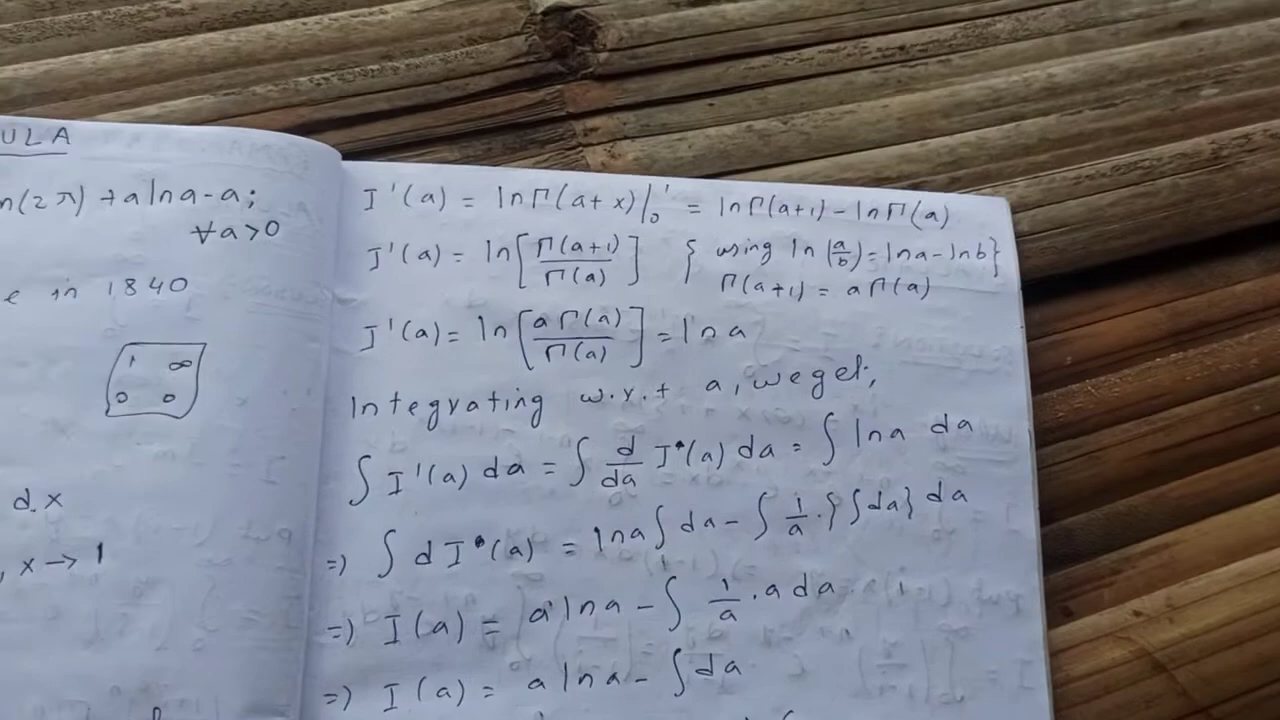 ULA
n(2π) + a ln a - a;
∀ a > 0
e in 1840
1 ∞
0 0
d.x
, x → 1
I'(a) = ln Γ(a+x)|₀¹ = ln Γ(a+1) - ln Γ(a)
I'(a) = ln[Γ(a+1)/Γ(a)] { using ln(a/b) = ln a - ln b}
Γ(a+1) = a Γ(a)
I'(a) = ln[a Γ(a)/Γ(a)] = ln a
Integrating w.r.t a, we get,
∫ I'(a) da = ∫ d/da I(a) da = ∫ ln a da
=) ∫ d I(a) = ln a ∫ da - ∫ 1/a . {∫ da} da
=) I(a) = a ln a - ∫ 1/a . a da
=) I(a) = a ln a - ∫ da